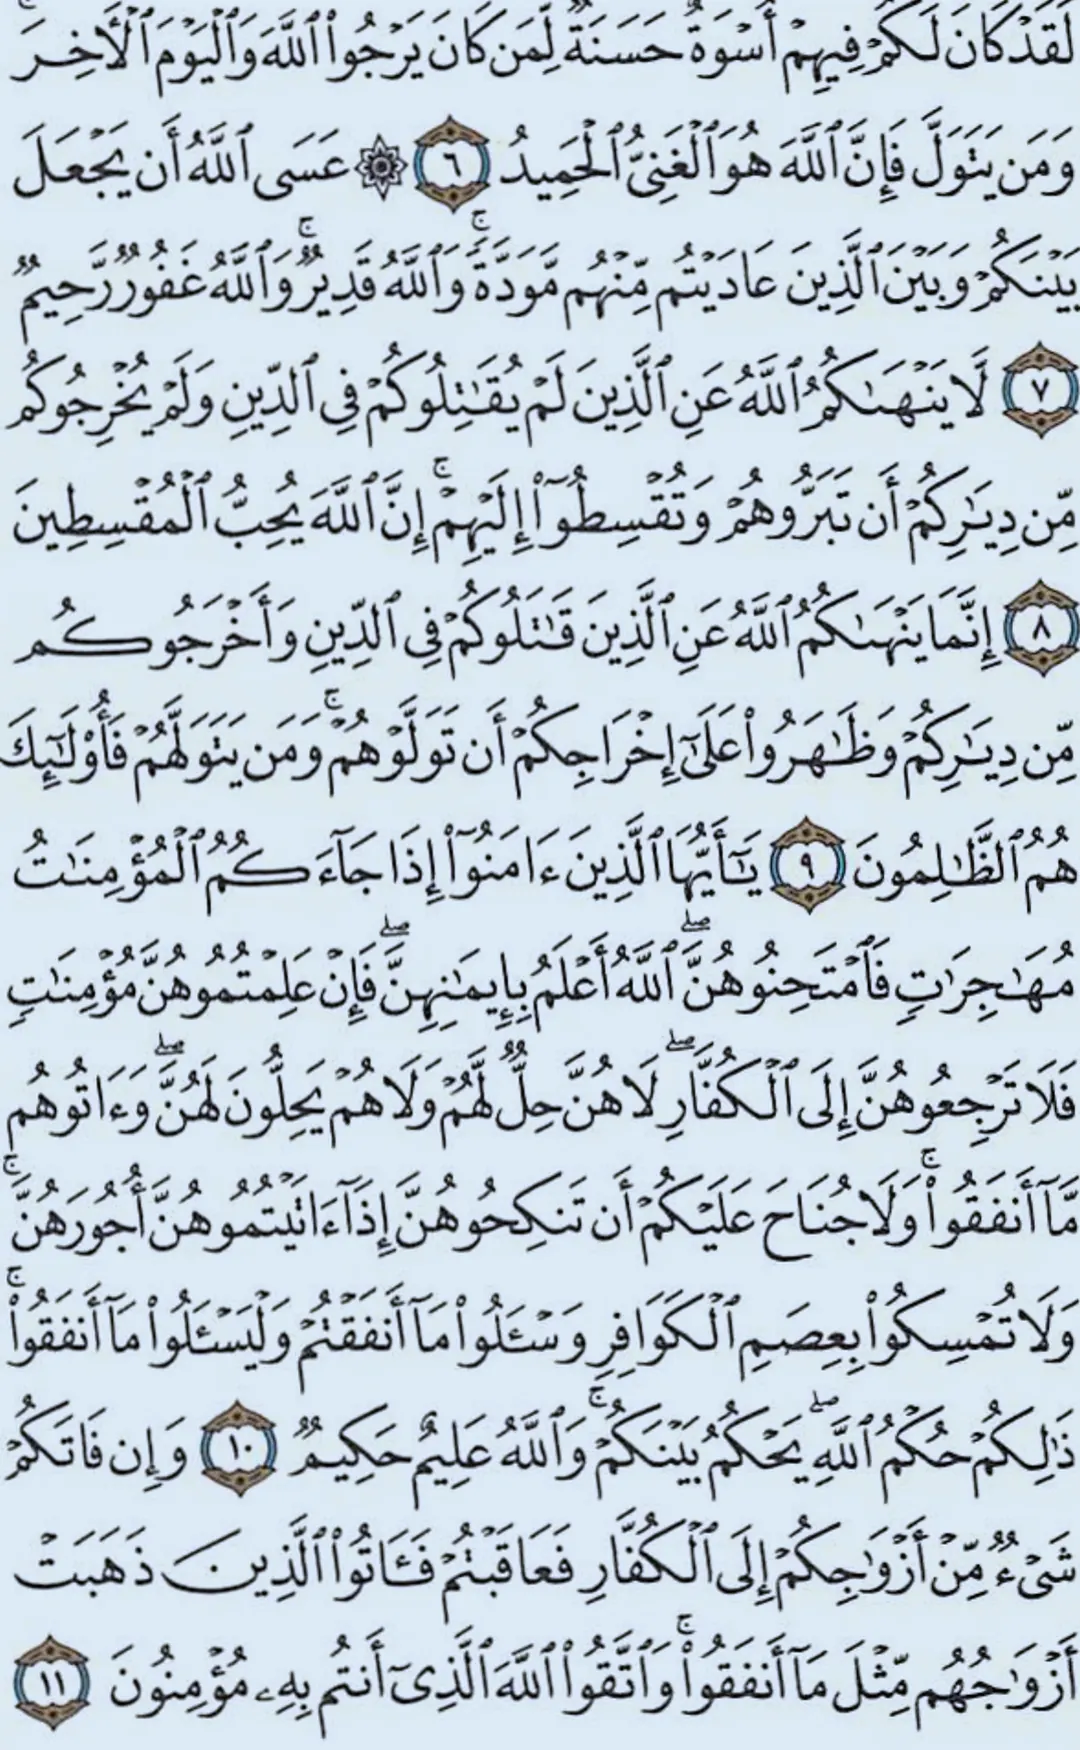 لَقَدْ كَانَ لَكُمْ فِيهِمْ أُسْوَةٌ حَسَنَةٌ لِّمَن كَانَ يَرْجُوا۟ ٱللَّهَ وَٱلْيَوْمَ ٱلْأَخِرَ ۚ
وَمَن يَتَوَلَّ فَإِنَّ ٱللَّهَ هُوَ ٱلْغَنِىُّ ٱلْحَمِيدُ ٦ ۞ عَسَى ٱللَّهُ أَن يَجْعَلَ
بَيْنَكُمْ وَبَيْنَ ٱلَّذِينَ عَادَيْتُم مِّنْهُم مَّوَدَّةً ۚ وَٱللَّهُ قَدِيرٌ ۚ وَٱللَّهُ غَفُورٌ رَّحِيمٌ
٧ لَّا يَنْهَىٰكُمُ ٱللَّهُ عَنِ ٱلَّذِينَ لَمْ يُقَـٰتِلُوكُمْ فِى ٱلدِّينِ وَلَمْ يُخْرِجُوكُم
مِّن دِيَـٰرِكُمْ أَن تَبَرُّوهُمْ وَتُقْسِطُوٓا۟ إِلَيْهِمْ ۚ إِنَّ ٱللَّهَ يُحِبُّ ٱلْمُقْسِطِينَ
٨ إِنَّمَا يَنْهَىٰكُمُ ٱللَّهُ عَنِ ٱلَّذِينَ قَـٰتَلُوكُمْ فِى ٱلدِّينِ وَأَخْرَجُوكُم
مِّن دِيَـٰرِكُمْ وَظَـٰهَرُوا۟ عَلَىٰٓ إِخْرَاجِكُمْ أَن تَوَلَّوْهُمْ ۚ وَمَن يَتَوَلَّهُمْ فَأُو۟لَـٰٓئِكَ
هُمُ ٱلظَّـٰلِمُونَ ٩ يَـٰٓأَيُّهَا ٱلَّذِينَ ءَامَنُوٓا۟ إِذَا جَآءَكُمُ ٱلْمُؤْمِنَـٰتُ
مُهَـٰجِرَٰتٍ فَٱمْتَحِنُوهُنَّ ۖ ٱللَّهُ أَعْلَمُ بِإِيمَـٰنِهِنَّ ۖ فَإِنْ عَلِمْتُمُوهُنَّ مُؤْمِنَـٰتٍ
فَلَا تَرْجِعُوهُنَّ إِلَى ٱلْكُفَّارِ ۖ لَا هُنَّ حِلٌّ لَّهُمْ وَلَا هُمْ يَحِلُّونَ لَهُنَّ ۖ وَءَاتُوهُم
مَّآ أَنفَقُوا۟ ۚ وَلَا جُنَاحَ عَلَيْكُمْ أَن تَنكِحُوهُنَّ إِذَآ ءَاتَيْتُمُوهُنَّ أُجُورَهُنَّ ۚ
وَلَا تُمْسِكُوا۟ بِعِصَمِ ٱلْكَوَافِرِ وَسْـَٔلُوا۟ مَآ أَنفَقْتُمْ وَلْيَسْـَٔلُوا۟ مَآ أَنفَقُوا۟ ۚ
ذَٰلِكُمْ حُكْمُ ٱللَّهِ ۖ يَحْكُمُ بَيْنَكُمْ ۚ وَٱللَّهُ عَلِيمٌ حَكِيمٌ ١٠ وَإِن فَاتَكُمْ
شَىْءٌ مِّنْ أَزْوَٰجِكُمْ إِلَى ٱلْكُفَّارِ فَعَاقَبْتُمْ فَـَٔاتُوا۟ ٱلَّذِينَ ذَهَبَتْ
أَزْوَٰجُهُم مِّثْلَ مَآ أَنفَقُوا۟ ۚ وَٱتَّقُوا۟ ٱللَّهَ ٱلَّذِىٓ أَنتُم بِهِۦ مُؤْمِنُونَ ١١